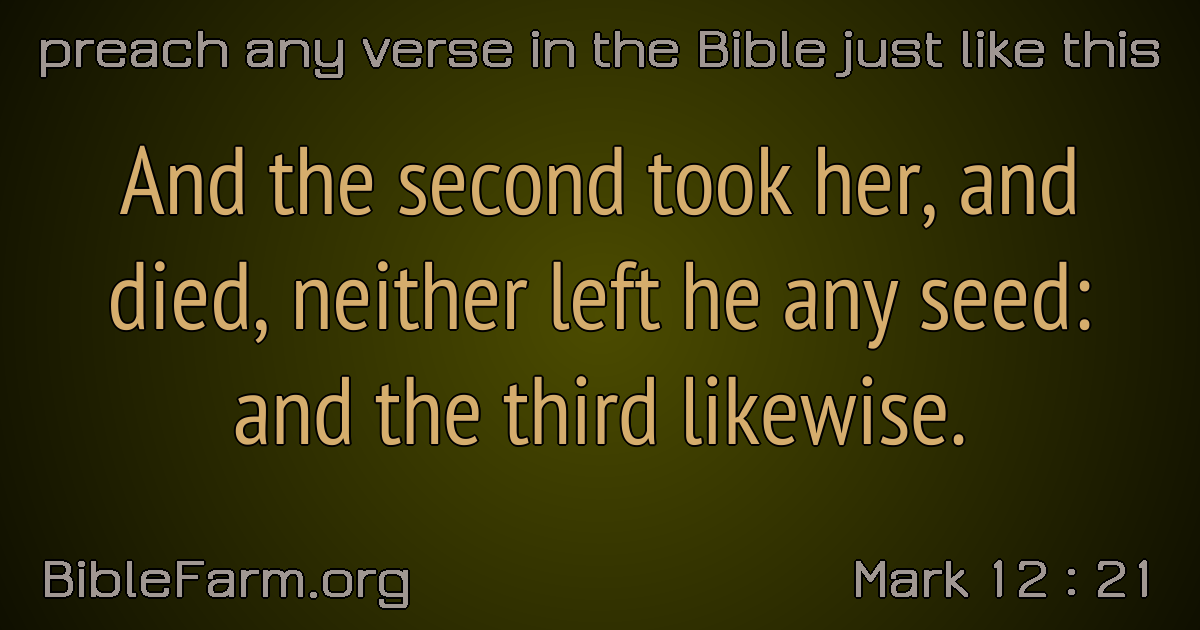 preach any verse in the Bible just like this
And the second took her, and
died, neither left he any seed:
and the third likewise.
BibleFarm.org
Mark 12 : 21